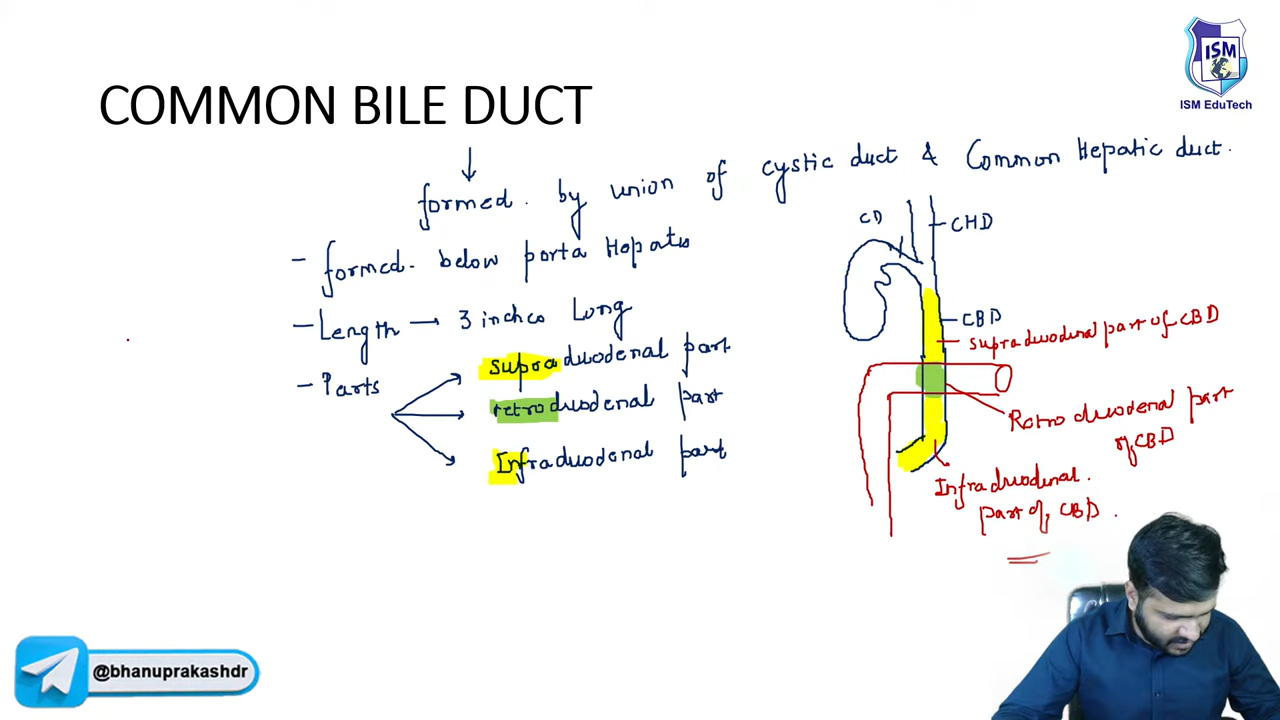 ISM
ISM EduTech
COMMON BILE DUCT
formed. by union of cystic duct & Common Hepatic duct.
- formed. below porta Hepatis
- Length → 3 inches Long
- Parts
supraduodenal part
retroduodenal part
Infraduodenal part
CD
CHD
CBD
supraduodenal part of CBD
Retro duodenal part
of CBD
Infraduodenal.
part of CBD.
@bhanuprakashdr